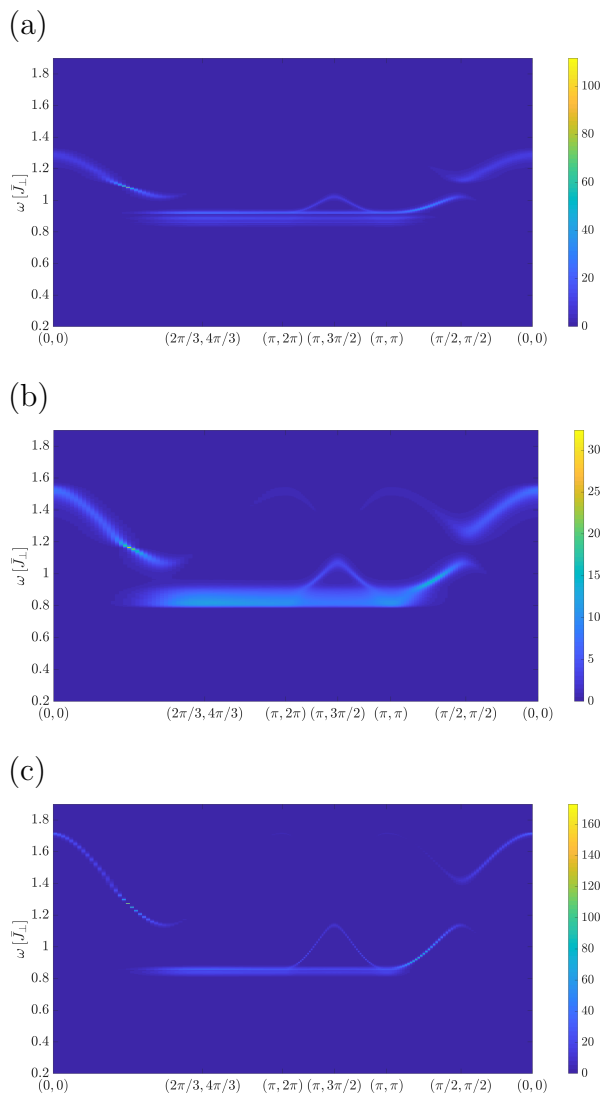 (a)
1.8
1.6
1.4
1.2
1
0.8
0.6
0.4
0.2
ω [J̄⊥]
(0, 0)
(2π/3, 4π/3)
(π, 2π)
(π, 3π/2)
(π, π)
(π/2, π/2)
(0, 0)
100
80
60
40
20
0
(b)
1.8
1.6
1.4
1.2
1
0.8
0.6
0.4
0.2
ω [J̄⊥]
(0, 0)
(2π/3, 4π/3)
(π, 2π)
(π, 3π/2)
(π, π)
(π/2, π/2)
(0, 0)
30
25
20
15
10
5
0
(c)
1.8
1.6
1.4
1.2
1
0.8
0.6
0.4
0.2
ω [J̄⊥]
(0, 0)
(2π/3, 4π/3)
(π, 2π)
(π, 3π/2)
(π, π)
(π/2, π/2)
(0, 0)
160
140
120
100
80
60
40
20
0